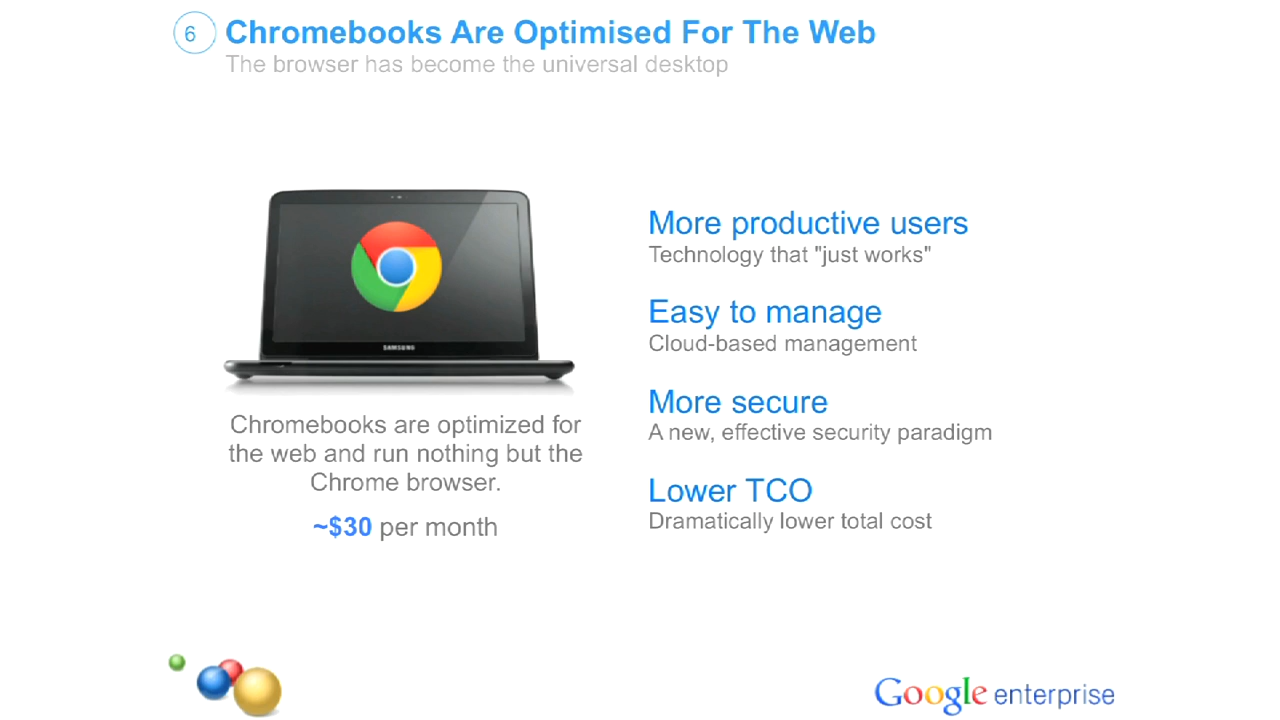 6
Chromebooks Are Optimised For The Web
The browser has become the universal desktop
SAMSUNG
Chromebooks are optimized for
the web and run nothing but the
Chrome browser.
~$30 per month
More productive users
Technology that "just works"
Easy to manage
Cloud-based management
More secure
A new, effective security paradigm
Lower TCO
Dramatically lower total cost
Google enterprise